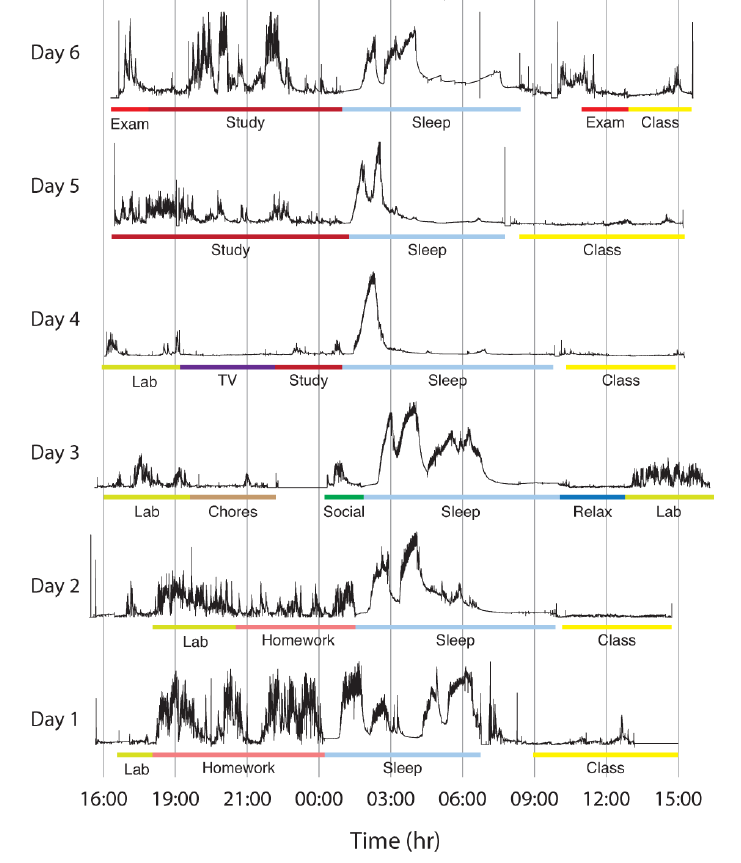 Day 6
Exam Study Sleep Exam Class
Day 5
Study Sleep Class
Day 4
Lab TV Study Sleep Class
Day 3
Lab Chores Social Sleep Relax Lab
Day 2
Lab Homework Sleep Class
Day 1
Lab Homework Sleep Class
16:00 19:00 21:00 00:00 03:00 06:00 09:00 12:00 15:00
Time (hr)